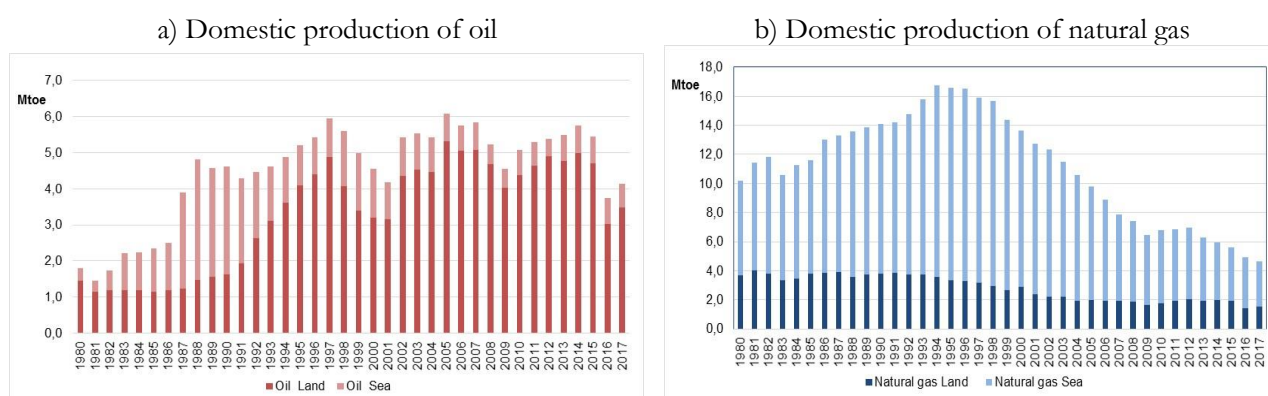 a) Domestic production of oil
7,0
Mtoe
6,0
5,0
4,0
3,0
2,0
1,0
0,0
1980 1981 1982 1983 1984 1985 1986 1987 1988 1989 1990 1991 1992 1993 1994 1995 1996 1997 1998 1999 2000 2001 2002 2003 2004 2005 2006 2007 2008 2009 2010 2011 2012 2013 2014 2015 2016 2017
Oil Land Oil Sea
b) Domestic production of natural gas
18,0
Mtoe
16,0
14,0
12,0
10,0
8,0
6,0
4,0
2,0
0,0
1980 1981 1982 1983 1984 1985 1986 1987 1988 1989 1990 1991 1992 1993 1994 1995 1996 1997 1998 1999 2000 2001 2002 2003 2004 2005 2006 2007 2008 2009 2010 2011 2012 2013 2014 2015 2016 2017
Natural gas Land Natural gas Sea